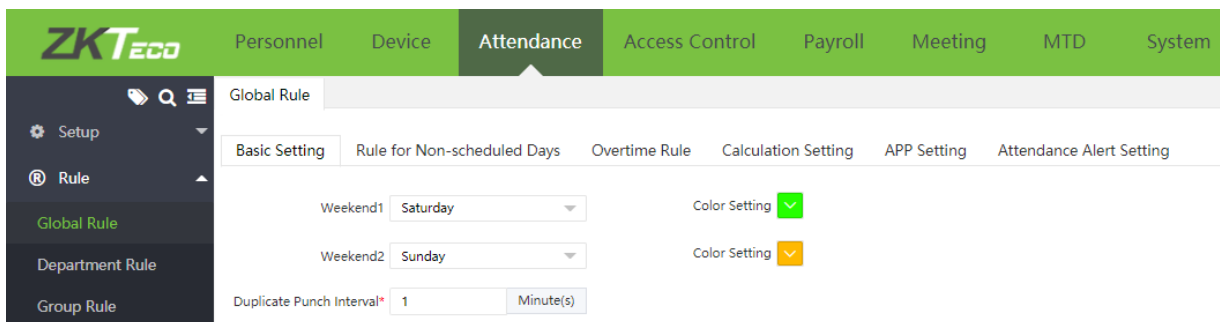 ZKTECO Personnel Device Attendance Access Control Payroll Meeting MTD System
Global Rule
Setup
Basic Setting Rule for Non-scheduled Days Overtime Rule Calculation Setting APP Setting Attendance Alert Setting
® Rule
Weekend1 Saturday Color Setting
Global Rule
Weekend2 Sunday Color Setting
Department Rule
Duplicate Punch Interval* 1 Minute(s)
Group Rule